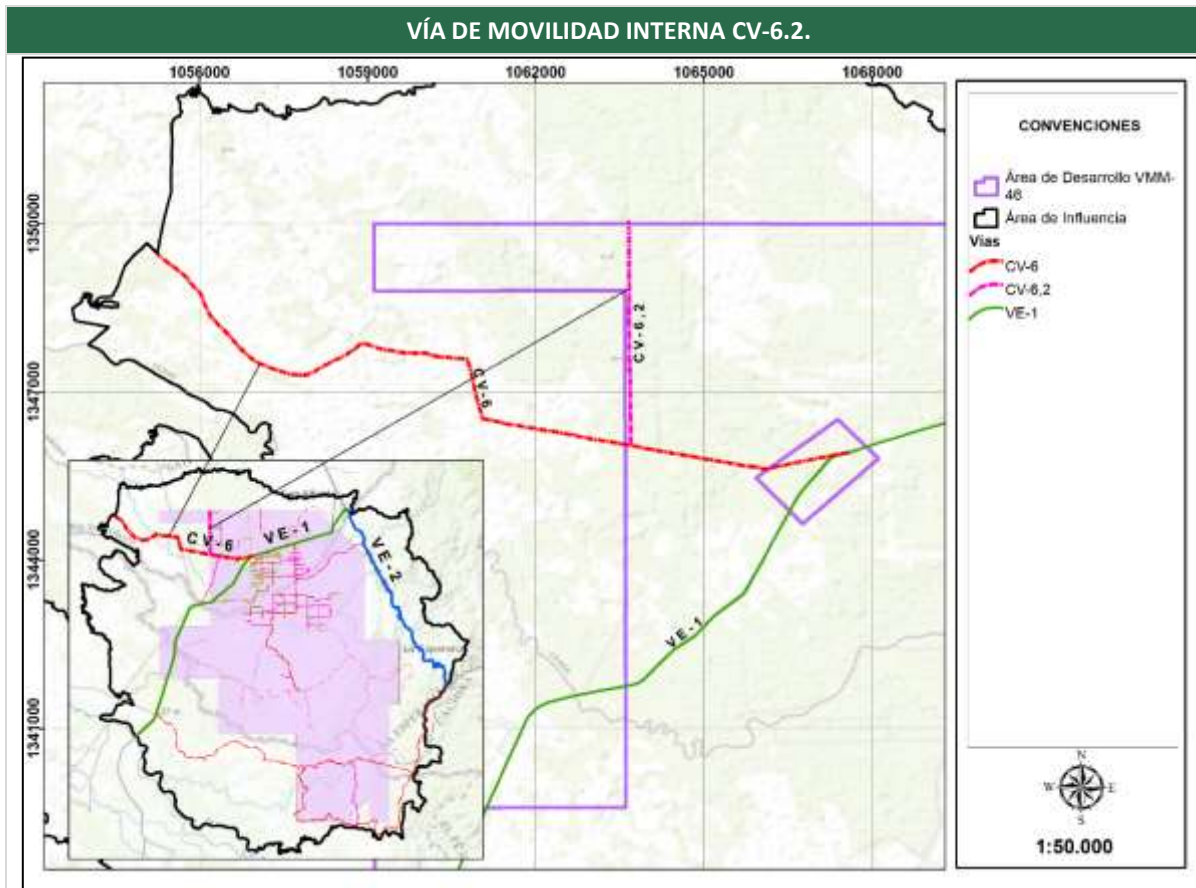 VÍA DE MOVILIDAD INTERNA CV-6.2.
1056000 1059000 1062000 1065000 1068000
1350000
1347000
1344000
1341000
CV-6
CV-6,2
VE-1
CV-6
VE-1
VE-2
CONVENCIONES
Área de Desarrollo VMM-
46
Área de Influencia
Vías
CV-6
CV-6,2
VE-1
N
W E
S
1:50.000